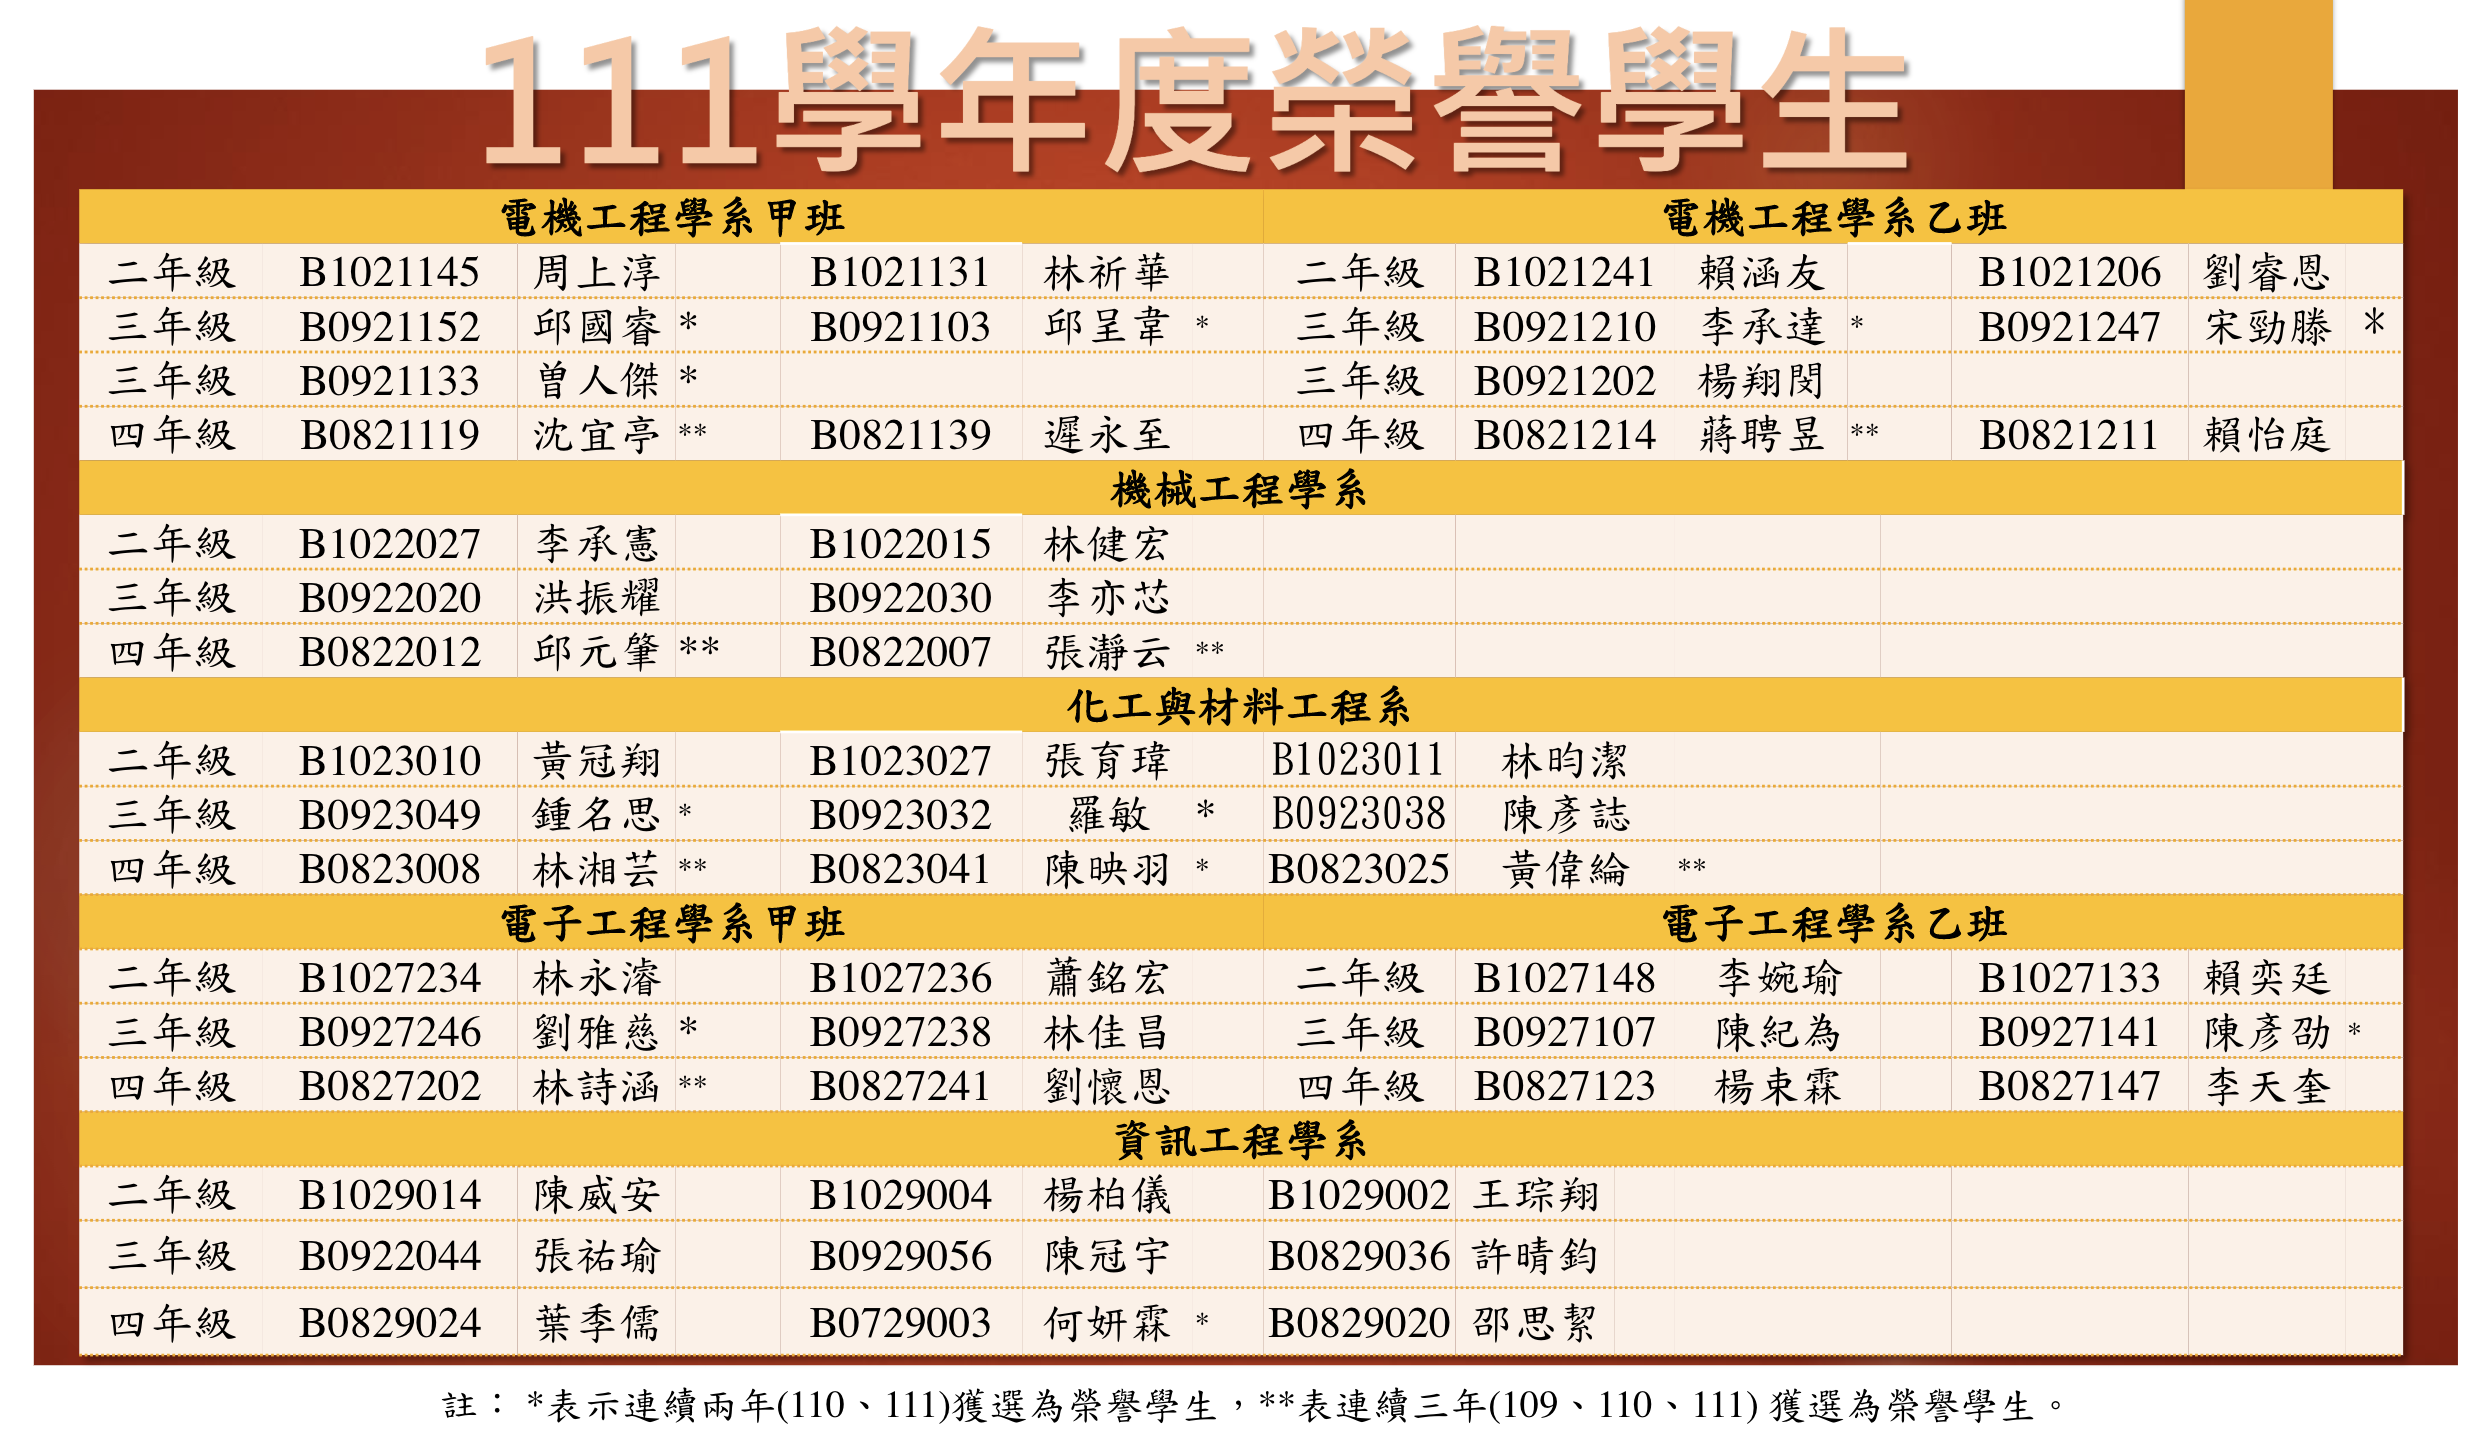 111學年度榮譽學生
電機工程學系甲班 電機工程學系乙班
二年級 B1021145 周上淳 B1021131 林祈華 二年級 B1021241 賴涵友 B1021206 劉睿恩
三年級 B0921152 邱國睿 * B0921103 邱呈韋 * 三年級 B0921210 李承達 * B0921247 宋勁滕 *
三年級 B0921133 曾人傑 * 三年級 B0921202 楊翔閔
四年級 B0821119 沈宜亭 ** B0821139 遲永至 四年級 B0821214 蔣聘昱 ** B0821211 賴怡庭
機械工程學系
二年級 B1022027 李承憲 B1022015 林健宏
三年級 B0922020 洪振耀 B0922030 李亦芯
四年級 B0822012 邱元肇 ** B0822007 張瀞云 **
化工與材料工程系
二年級 B1023010 黃冠翔 B1023027 張育瑋 B1023011 林昀潔
三年級 B0923049 鍾名思 * B0923032 羅敏 * B0923038 陳彥誌
四年級 B0823008 林湘芸 ** B0823041 陳映羽 * B0823025 黃偉綸 **
電子工程學系甲班 電子工程學系乙班
二年級 B1027234 林永濬 B1027236 蕭銘宏 二年級 B1027148 李婉瑜 B1027133 賴奕廷
三年級 B0927246 劉雅慈 * B0927238 林佳昌 三年級 B0927107 陳紀為 B0927141 陳彥劭 *
四年級 B0827202 林詩涵 ** B0827241 劉懷恩 四年級 B0827123 楊束霖 B0827147 李天奎
資訊工程學系
二年級 B1029014 陳威安 B1029004 楊柏儀 B1029002 王琮翔
三年級 B0922044 張祐瑜 B0929056 陳冠宇 B0829036 許晴鈞
四年級 B0829024 葉季儒 B0729003 何妍霖 * B0829020 邵思絜
註： *表示連續兩年(110、111)獲選為榮譽學生，**表連續三年(109、110、111) 獲選為榮譽學生。